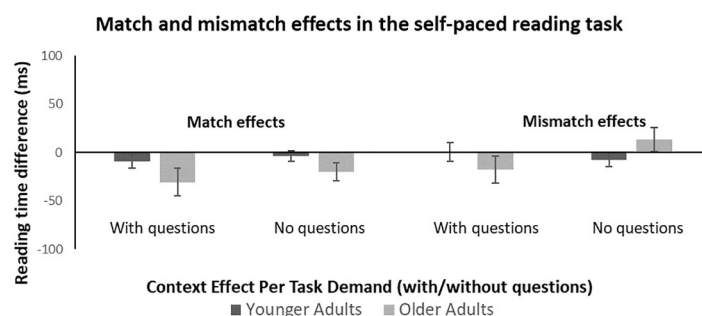 Match and mismatch effects in the self-paced reading task
Reading time difference (ms)
100
50
0
-50
-100
Match effects
Mismatch effects
With questions
No questions
With questions
No questions
Context Effect Per Task Demand (with/without questions)
Younger Adults
Older Adults